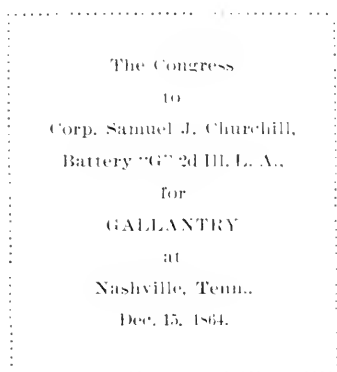 The Congress
to
Corp. Samuel J. Churchill,
Battery "G" 2d Ill. L. A.,
for
GALLANTRY
at
Nashville, Tenn.,
Dec. 15, 1864.